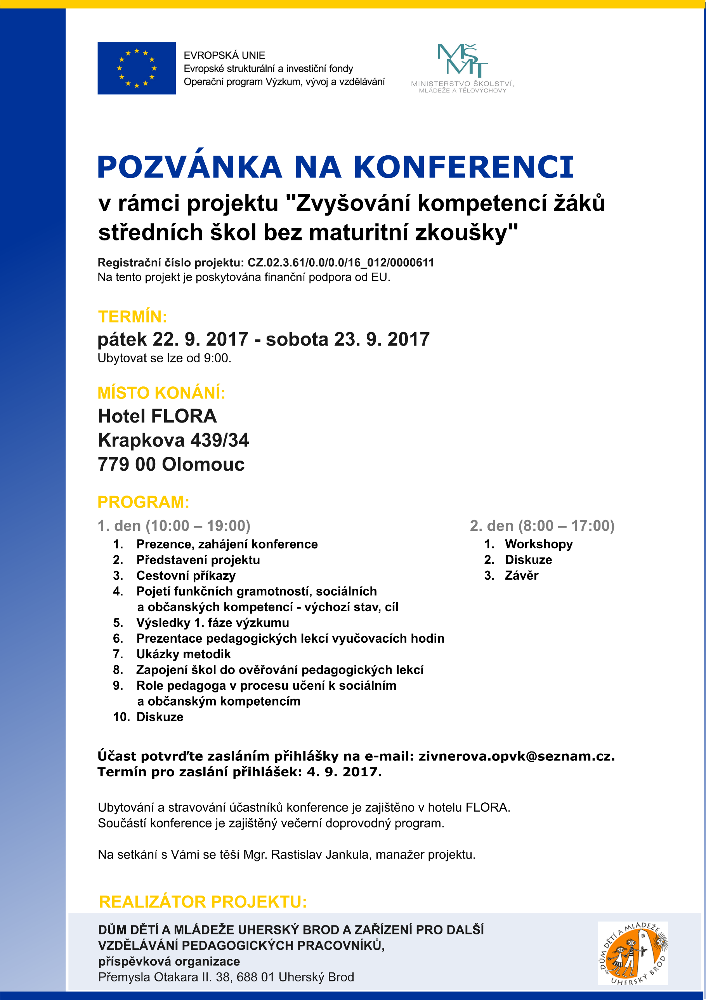 EVROPSKÁ UNIE
Evropské strukturální a investiční fondy
Operační program Výzkum, vývoj a vzdělávání
MŠMT
MINISTERSTVO ŠKOLSTVÍ,
MLÁDEŽE A TĚLOVÝCHOVY
POZVÁNKA NA KONFERENCI
v rámci projektu "Zvyšování kompetencí žáků
středních škol bez maturitní zkoušky"
Registrační číslo projektu: CZ.02.3.61/0.0/0.0/16_012/0000611
Na tento projekt je poskytována finanční podpora od EU.
TERMÍN:
pátek 22. 9. 2017 - sobota 23. 9. 2017
Ubytovat se lze od 9:00.
MÍSTO KONÁNÍ:
Hotel FLORA
Krapkova 439/34
779 00 Olomouc
PROGRAM:
1. den (10:00 – 19:00)
1. Prezence, zahájení konference
2. Představení projektu
3. Cestovní příkazy
4. Pojetí funkčních gramotností, sociálních
a občanských kompetencí - výchozí stav, cíl
5. Výsledky 1. fáze výzkumu
6. Prezentace pedagogických lekcí vyučovacích hodin
7. Ukázky metodik
8. Zapojení škol do ověřování pedagogických lekcí
9. Role pedagoga v procesu učení k sociálním
a občanským kompetencím
10. Diskuze
2. den (8:00 – 17:00)
1. Workshopy
2. Diskuze
3. Závěr
Účast potvrďte zasláním přihlášky na e-mail: zivnerova.opvk@seznam.cz.
Termín pro zaslání přihlášek: 4. 9. 2017.
Ubytování a stravování účastníků konference je zajištěno v hotelu FLORA.
Součástí konference je zajištěný večerní doprovodný program.
Na setkání s Vámi se těší Mgr. Rastislav Jankula, manažer projektu.
REALIZÁTOR PROJEKTU:
DŮM DĚTÍ A MLÁDEŽE UHERSKÝ BROD A ZAŘÍZENÍ PRO DALŠÍ
VZDĚLÁVÁNÍ PEDAGOGICKÝCH PRACOVNÍKŮ,
příspěvková organizace
Přemysla Otakara II. 38, 688 01 Uherský Brod
DŮM DĚTÍ A MLÁDEŽE
UHERSKÝ BROD